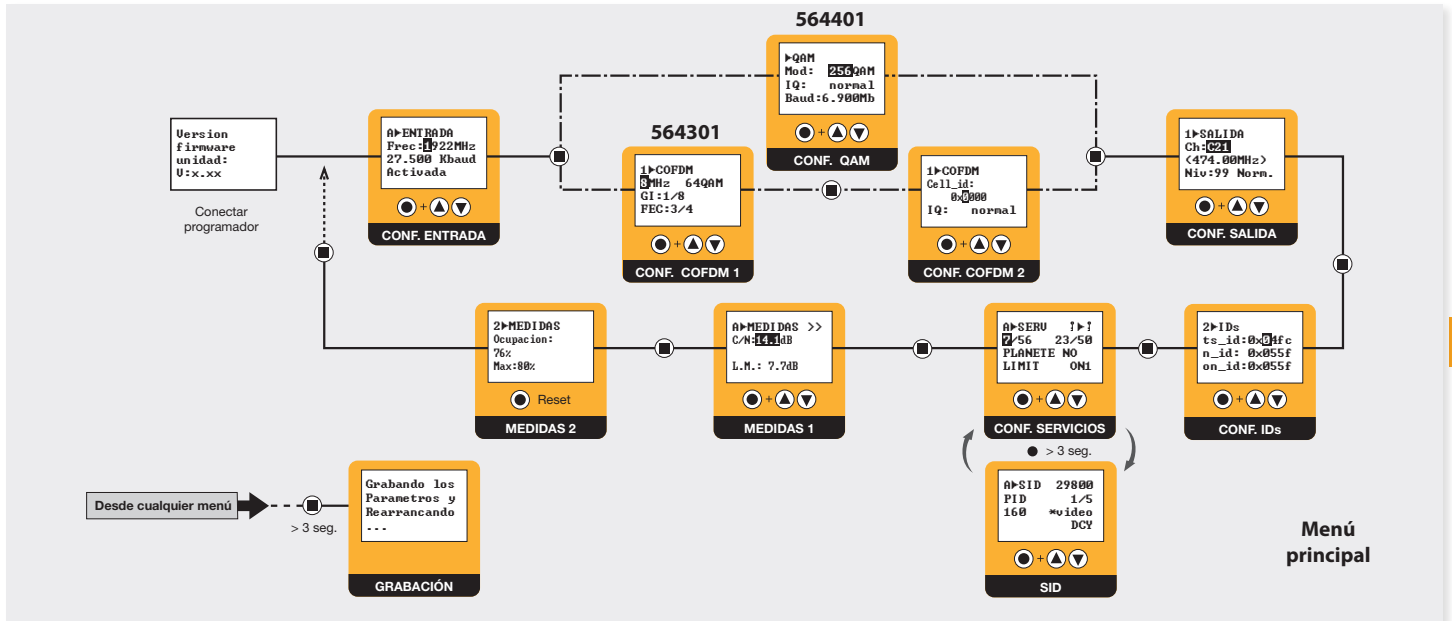 564401
▶QAM
Mod: 256QAM
IQ: normal
Baud:6.900Mb
CONF. QAM
Version
firmware
unidad:
V:x.xx
Conectar
programador
A▶ENTRADA
Frec:1922MHz
27.500 Kbaud
Activada
CONF. ENTRADA
564301
1▶COFDM
8MHz 64QAM
GI:1/8
FEC:3/4
CONF. COFDM 1
1▶COFDM
Cell_id:
0x0000
IQ: normal
CONF. COFDM 2
1▶SALIDA
Ch:C21
(474.00MHz)
Niv:99 Norm.
CONF. SALIDA
2▶MEDIDAS
Ocupacion:
76%
Max:80%
Reset
MEDIDAS 2
A▶MEDIDAS >>
C/N:14.1dB
L.M.: 7.7dB
MEDIDAS 1
A▶SERV ?▶?
7/56 23/50
PLANETE NO
LIMIT ON1
CONF. SERVICIOS
> 3 seg.
2▶IDs
ts_id:0x04fc
n_id: 0x055f
on_id:0x055f
CONF. IDs
A▶SID 29800
PID 1/5
160 *video
DCY
SID
Desde cualquier menú
> 3 seg.
Grabando los
Parametros y
Rearrancando
...
GRABACIÓN
Menú
principal